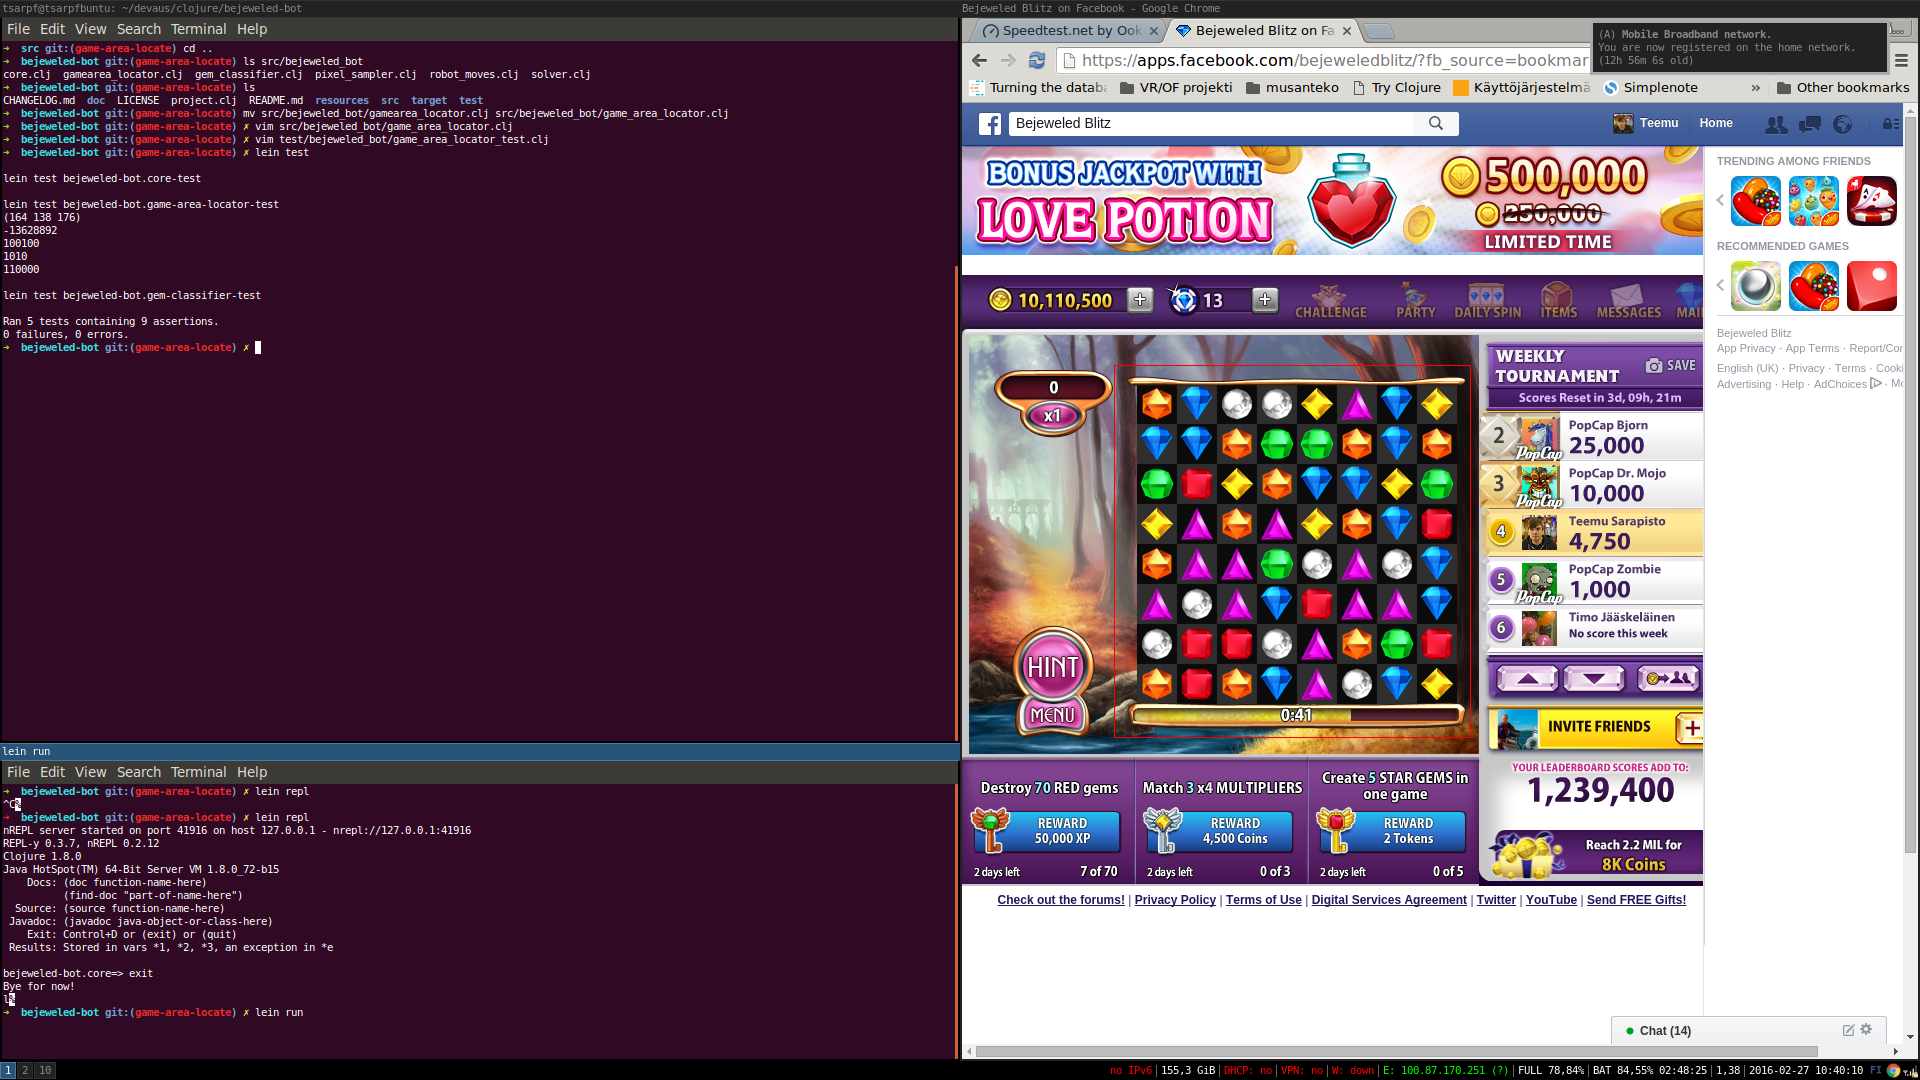 tsarpf@tsarpfbuntu: ~/devaus/clojure/bejeweled-bot
File Edit View Search Terminal Help
→ src git:(game-area-locate) cd ..
→ bejeweled-bot git:(game-area-locate) ls src/bejeweled_bot
core.clj gamearea_locator.clj gem_classifier.clj pixel_sampler.clj robot_moves.clj solver.clj
→ bejeweled-bot git:(game-area-locate) ls
CHANGELOG.md doc LICENSE project.clj README.md resources src target test
→ bejeweled-bot git:(game-area-locate) mv src/bejeweled_bot/gamearea_locator.clj src/bejeweled_bot/game_area_locator.clj
→ bejeweled-bot git:(game-area-locate) ✗ vim src/bejeweled_bot/game_area_locator.clj
→ bejeweled-bot git:(game-area-locate) ✗ vim test/bejeweled_bot/game_area_locator_test.clj
→ bejeweled-bot git:(game-area-locate) ✗ lein test
lein test bejeweled-bot.core-test
lein test bejeweled-bot.game-area-locator-test
(164 138 176)
-13628892
100100
1010
110000
lein test bejeweled-bot.gem-classifier-test
Ran 5 tests containing 9 assertions.
0 failures, 0 errors.
→ bejeweled-bot git:(game-area-locate) ✗
lein run
File Edit View Search Terminal Help
→ bejeweled-bot git:(game-area-locate) ✗ lein repl
^C%
→ bejeweled-bot git:(game-area-locate) ✗ lein repl
nREPL server started on port 41916 on host 127.0.0.1 - nrepl://127.0.0.1:41916
REPL-y 0.3.7, nREPL 0.2.12
Clojure 1.8.0
Java HotSpot(TM) 64-Bit Server VM 1.8.0_72-b15
Docs: (doc function-name-here)
(find-doc "part-of-name-here")
Source: (source function-name-here)
Javadoc: (javadoc java-object-or-class-here)
Exit: Control+D or (exit) or (quit)
Results: Stored in vars *1, *2, *3, an exception in *e
bejeweled-bot.core=> exit
Bye for now!
l%
→ bejeweled-bot git:(game-area-locate) ✗ lein run
Bejeweled Blitz on Facebook - Google Chrome
Speedtest.net by Ook
Bejeweled Blitz on Fa
(A) Mobile Broadband network.
You are now registered on the home network.
(12h 56m 6s old)
https://apps.facebook.com/bejeweledblitz/?fb_source=bookmar
Turning the databa
VR/OF projekti
musanteko
Try Clojure
Käyttöjärjestelmä
Simplenote
»
Other bookmarks
Bejeweled Blitz
Teemu
Home
BONUS JACKPOT WITH
LOVE POTION
500,000
250,000
LIMITED TIME
TRENDING AMONG FRIENDS
RECOMMENDED GAMES
Bejeweled Blitz
App Privacy · App Terms · Report/Con
English (UK) · Privacy · Terms · Cooki
Advertising · Help · AdChoices · Mo
10,110,500 +
13 +
CHALLENGE
PARTY
DAILY SPIN
ITEMS
MESSAGES
MAI
0
x1
HINT
MENU
0:41
WEEKLY
TOURNAMENT
SAVE
Scores Reset in 3d, 09h, 21m
2 PopCap PopCap Bjorn
25,000
3 PopCap PopCap Dr. Mojo
10,000
4 Teemu Sarapisto
4,750
5 PopCap PopCap Zombie
1,000
6 Timo Jääskeläinen
No score this week
INVITE FRIENDS +
YOUR LEADERBOARD SCORES ADD TO:
1,239,400
Reach 2.2 MIL for
8K Coins
Destroy 70 RED gems
REWARD
50,000 XP
2 days left 7 of 70
Match 3 x4 MULTIPLIERS
REWARD
4,500 Coins
2 days left 0 of 3
Create 5 STAR GEMS in
one game
REWARD
2 Tokens
2 days left 0 of 5
Check out the forums! | Privacy Policy | Terms of Use | Digital Services Agreement | Twitter | YouTube | Send FREE Gifts!
Chat (14)
1 2 10
no IPv6 | 155,3 GiB | DHCP: no | VPN: no | W: down | E: 100.87.170.251 (?) | FULL 78,84% | BAT 84,55% 02:48:25 | 1,38 | 2016-02-27 10:40:10 FI